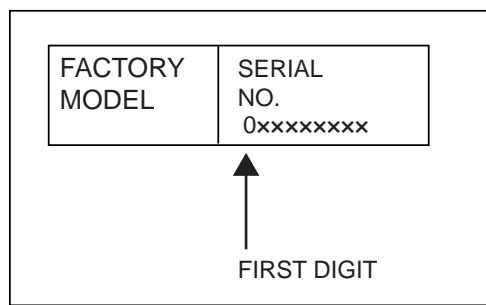 FACTORY
MODEL
SERIAL
NO.
0xxxxxxxx
FIRST DIGIT